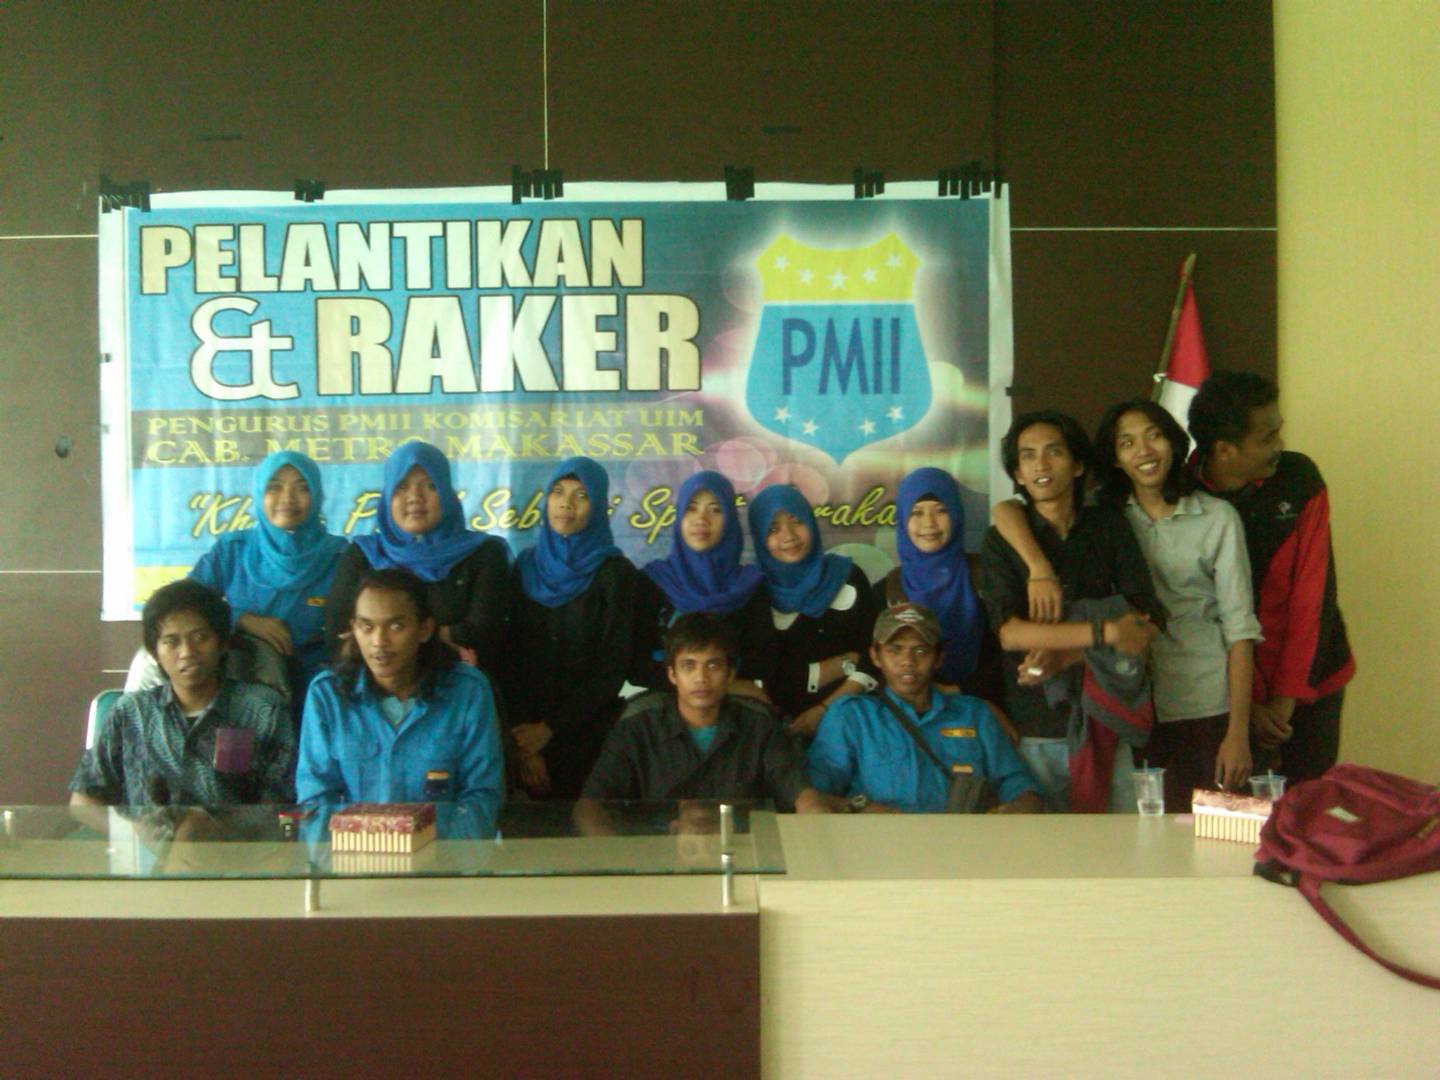 PELANTIKAN
& RAKER
PENGURUS PMII KOMISARIAT UIM
CAB. METRO MAKASSAR
PMII